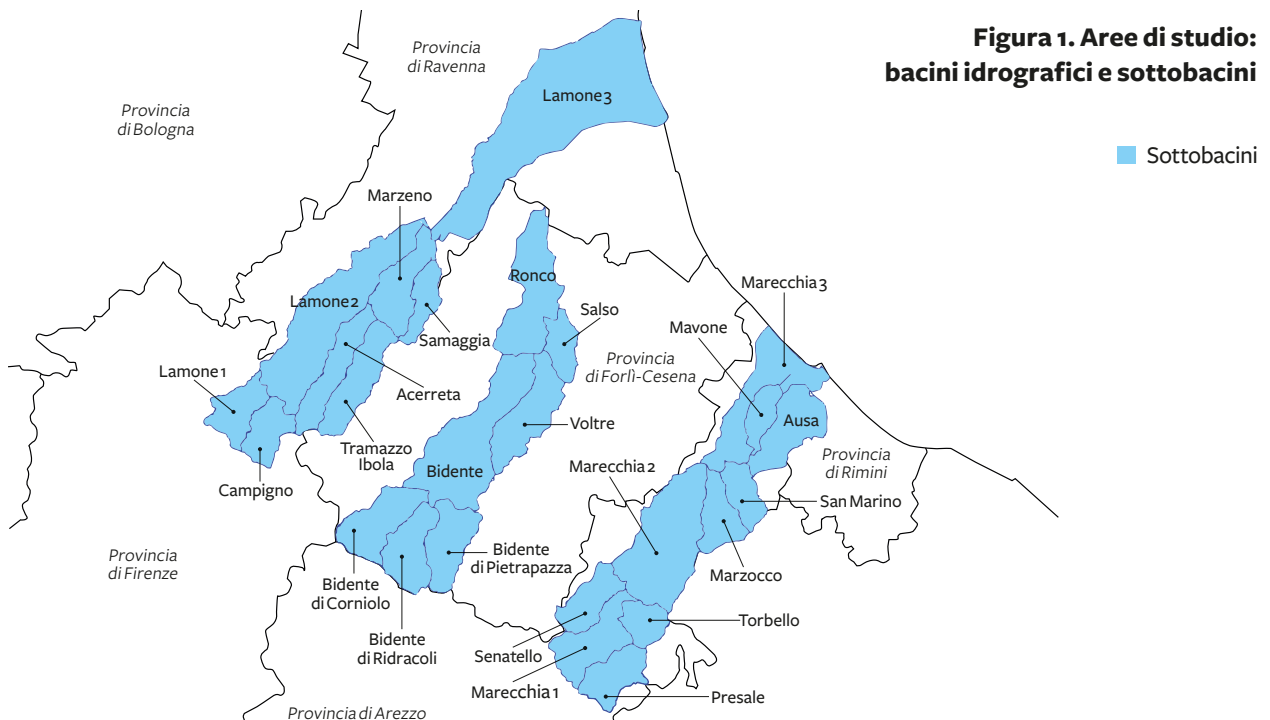 Figura 1. Aree di studio:
bacini idrografici e sottobacini
Sottobacini
Provincia
di Ravenna
Lamone 3
Provincia
di Bologna
Marzeno
Ronco
Marecchia 3
Lamone 2
Salso
Mavone
Samaggia
Provincia
di Forlì-Cesena
Lamone 1
Acerreta
Ausa
Voltre
Tramazzo
Ibola
Provincia
di Rimini
Marecchia 2
Bidente
Campigno
San Marino
Provincia
di Firenze
Bidente
di Pietrapazza
Marzocco
Bidente
di Corniolo
Torbello
Bidente
di Ridracoli
Senatello
Marecchia 1
Presale
Provincia di Arezzo